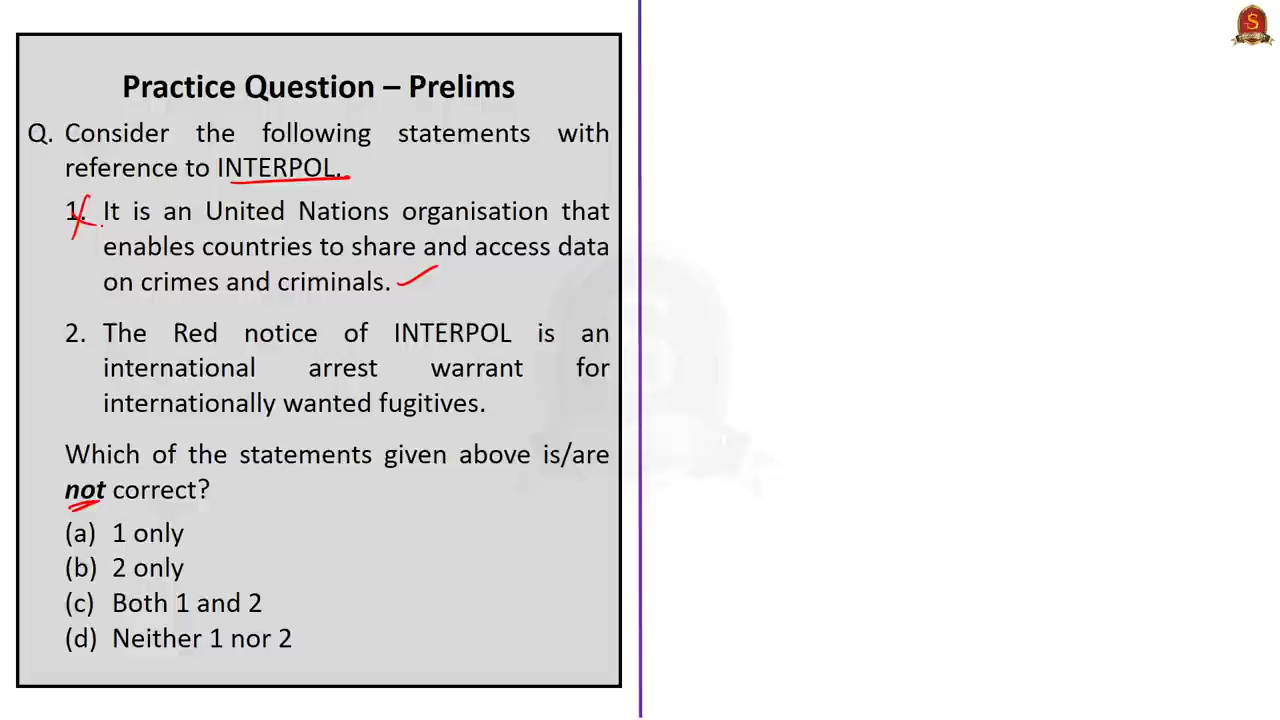 Practice Question – Prelims
Q. Consider the following statements with
reference to INTERPOL.
1. It is an United Nations organisation that
enables countries to share and access data
on crimes and criminals.
2. The Red notice of INTERPOL is an
international arrest warrant for
internationally wanted fugitives.
Which of the statements given above is/are
not correct?
(a) 1 only
(b) 2 only
(c) Both 1 and 2
(d) Neither 1 nor 2